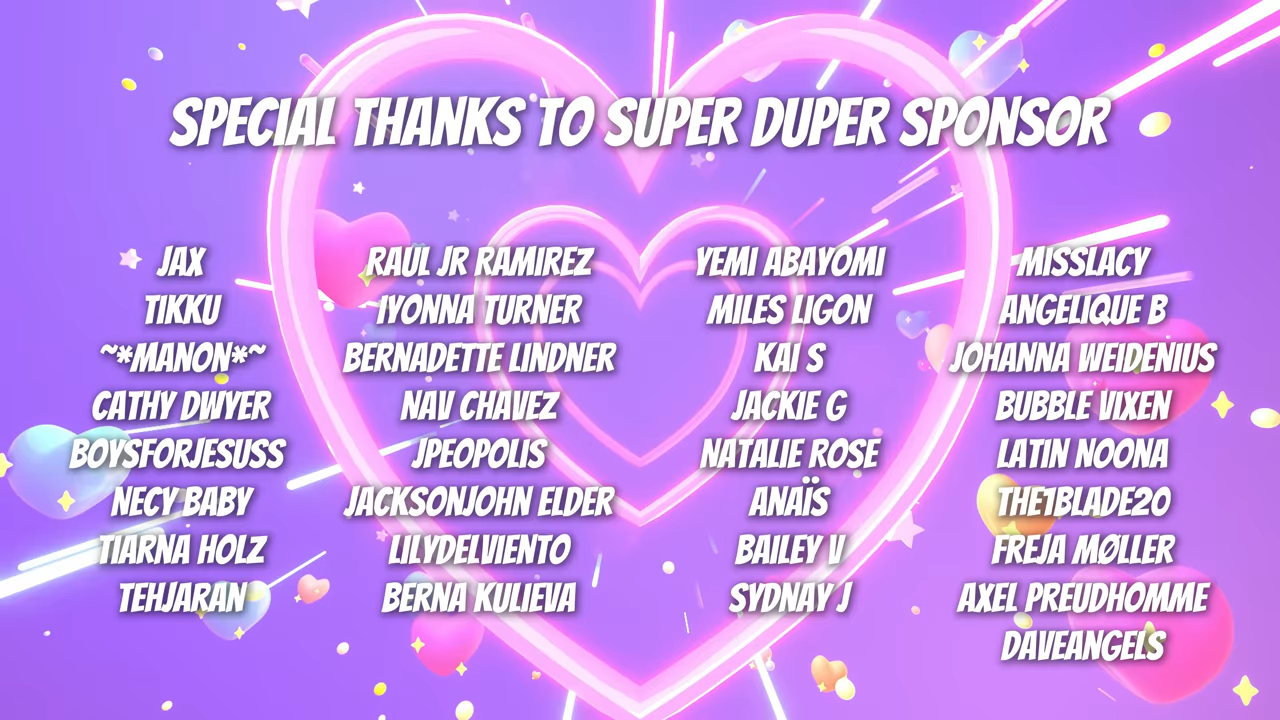 SPECIAL THANKS TO SUPER DUPER SPONSOR
JAX
TIKKU
~*MANON*~
CATHY DWYER
BOYSFORJESUSS
NECY BABY
TIARNA HOLZ
TEHJARAN
RAUL JR RAMIREZ
IYONNA TURNER
BERNADETTE LINDNER
NAV CHAVEZ
JPEOPOLIS
JACKSONJOHN ELDER
LILYDELVIENTO
BERNA KULIEVA
YEMI ABAYOMI
MILES LIGON
KAI S
JACKIE G
NATALIE ROSE
ANAÏS
BAILEY V
SYDNAY J
MISSLACY
ANGELIQUE B
JOHANNA WEIDENIUS
BUBBLE VIXEN
LATIN NOONA
THE1BLADE20
FREJA MØLLER
AXEL PREUDHOMME
DAVEANGELS